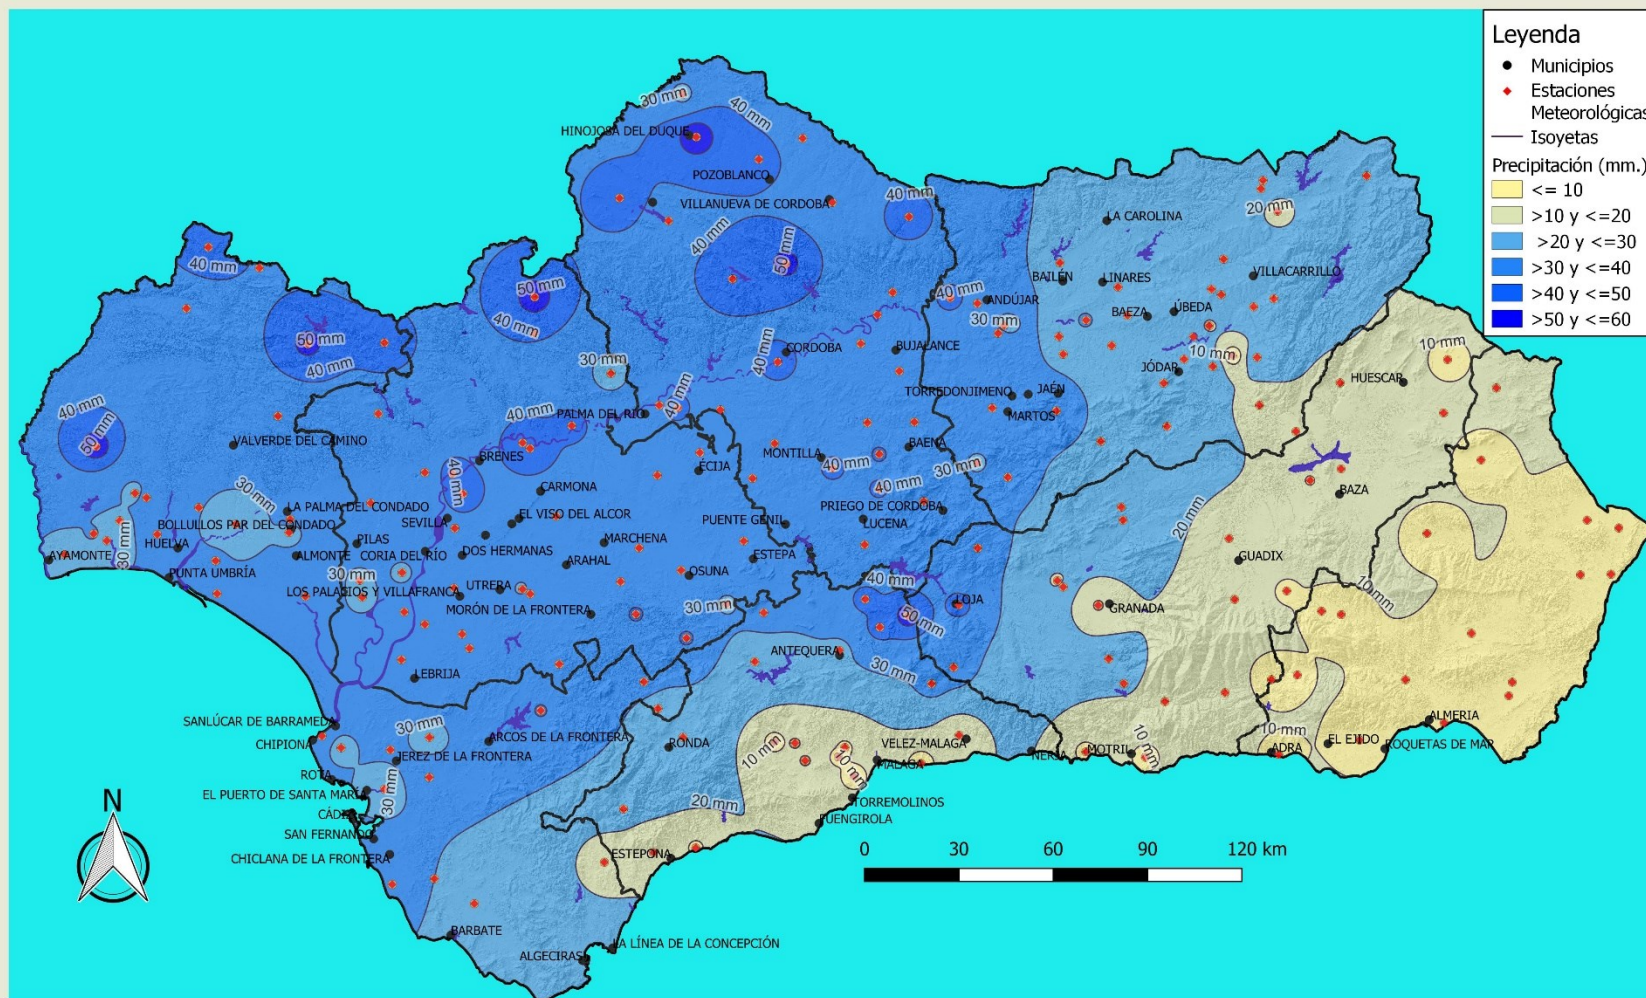 Leyenda
Municipios
Estaciones
Meteorológicas
Isoyetas
Precipitación (mm.)
<= 10
>10 y <=20
>20 y <=30
>30 y <=40
>40 y <=50
>50 y <=60
30 mm
40 mm
HINOJOSA DEL DUQUE
POZOBLANCO
VILLANUEVA DE CORDOBA
40 mm
LA CAROLINA
20 mm
40 mm
40 mm
50 mm
BAILÉN
LINARES
VILLACARRILLO
50 mm
40 mm
ANDÚJAR
30 mm
BAEZA
ÚBEDA
40 mm
50 mm
40 mm
30 mm
40 mm
CORDOBA
BUJALANCE
10 mm
10 mm
JÓDAR
HUESCAR
40 mm
50 mm
40 mm
PALMA DEL RÍO
40 mm
TORREDONJIMENO
JAÉN
MARTOS
VALVERDE DEL CAMINO
BRENES
40 mm
ÉCIJA
MONTILLA
40 mm
BAENA
30 mm
40 mm
CARMONA
BAZA
30 mm
LA PALMA DEL CONDADO
BOLLULLOS PAR DEL CONDADO
SEVILLA
EL VISO DEL ALCOR
PUENTE GENIL
PRIEGO DE CORDOBA
LUCENA
20 mm
HUELVA
30 mm
AYAMONTE
ALMONTE
PILAS
CORIA DEL RÍO
DOS HERMANAS
MARCHENA
ARAHAL
ESTEPA
GUADIX
PUNTA UMBRÍA
30 mm
LOS PALACIOS Y VILLAFRANCA
UTRERA
OSUNA
40 mm
10 mm
MORÓN DE LA FRONTERA
30 mm
50 mm
LOJA
GRANADA
ANTEQUERA
30 mm
LEBRIJA
SANLÚCAR DE BARRAMEDA
CHIPIONA
30 mm
ARCOS DE LA FRONTERA
JEREZ DE LA FRONTERA
RONDA
10 mm
10 mm
VELEZ-MALAGA
MALAGA
NERJA
MOTRIL
10 mm
10 mm
ADRA
EL EJIDO
ALMERIA
ROQUETAS DE MAR
ROTA
EL PUERTO DE SANTA MARÍA
30 mm
CÁDIZ
20 mm
TORREMOLINOS
FUENGIROLA
SAN FERNANDO
CHICLANA DE LA FRONTERA
ESTEPONA
BARBATE
ALGECIRAS
LA LÍNEA DE LA CONCEPCIÓN
N
0 30 60 90 120 km